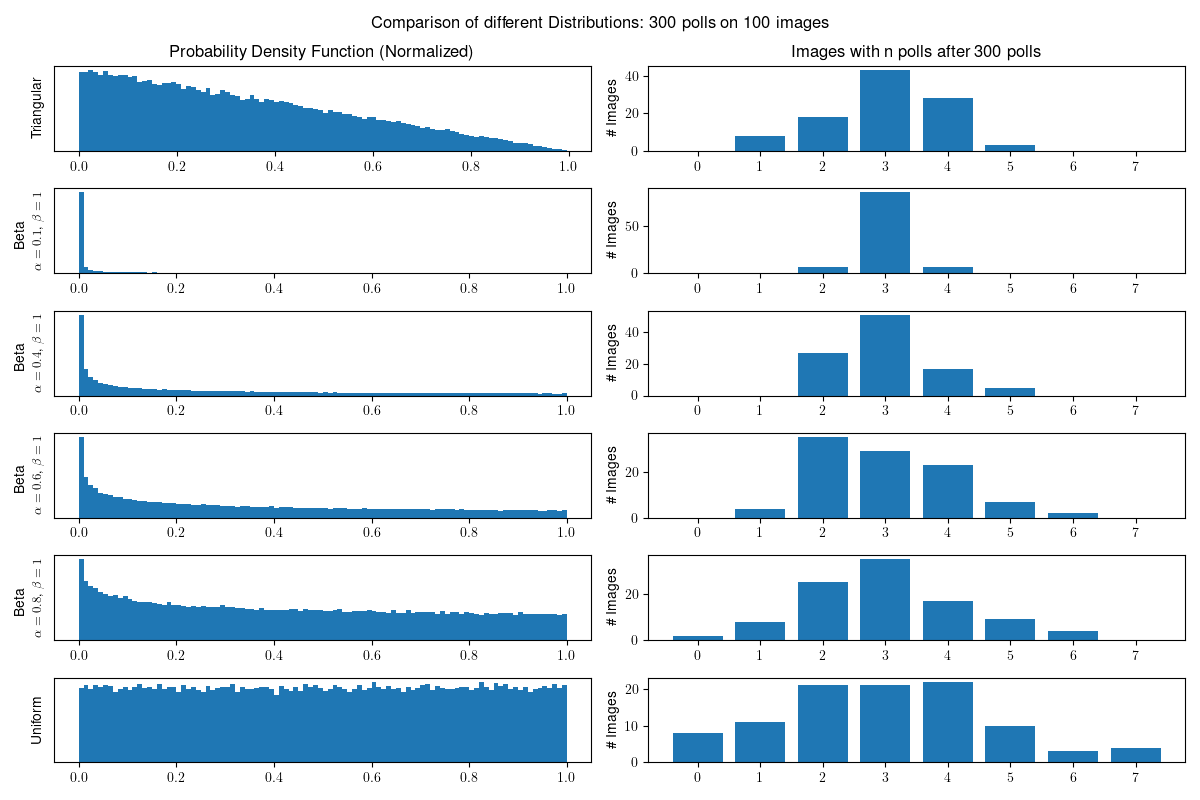 Comparison of different Distributions: 300 polls on 100 images
Probability Density Function (Normalized)
Images with n polls after 300 polls
Triangular
0.0 0.2 0.4 0.6 0.8 1.0
# Images
40
20
0
0 1 2 3 4 5 6 7
Beta
α = 0.1, β = 1
0.0 0.2 0.4 0.6 0.8 1.0
# Images
50
0
0 1 2 3 4 5 6 7
Beta
α = 0.4, β = 1
0.0 0.2 0.4 0.6 0.8 1.0
# Images
40
20
0
0 1 2 3 4 5 6 7
Beta
α = 0.6, β = 1
0.0 0.2 0.4 0.6 0.8 1.0
# Images
20
0
0 1 2 3 4 5 6 7
Beta
α = 0.8, β = 1
0.0 0.2 0.4 0.6 0.8 1.0
# Images
20
0
0 1 2 3 4 5 6 7
Uniform
0.0 0.2 0.4 0.6 0.8 1.0
# Images
20
10
0
0 1 2 3 4 5 6 7